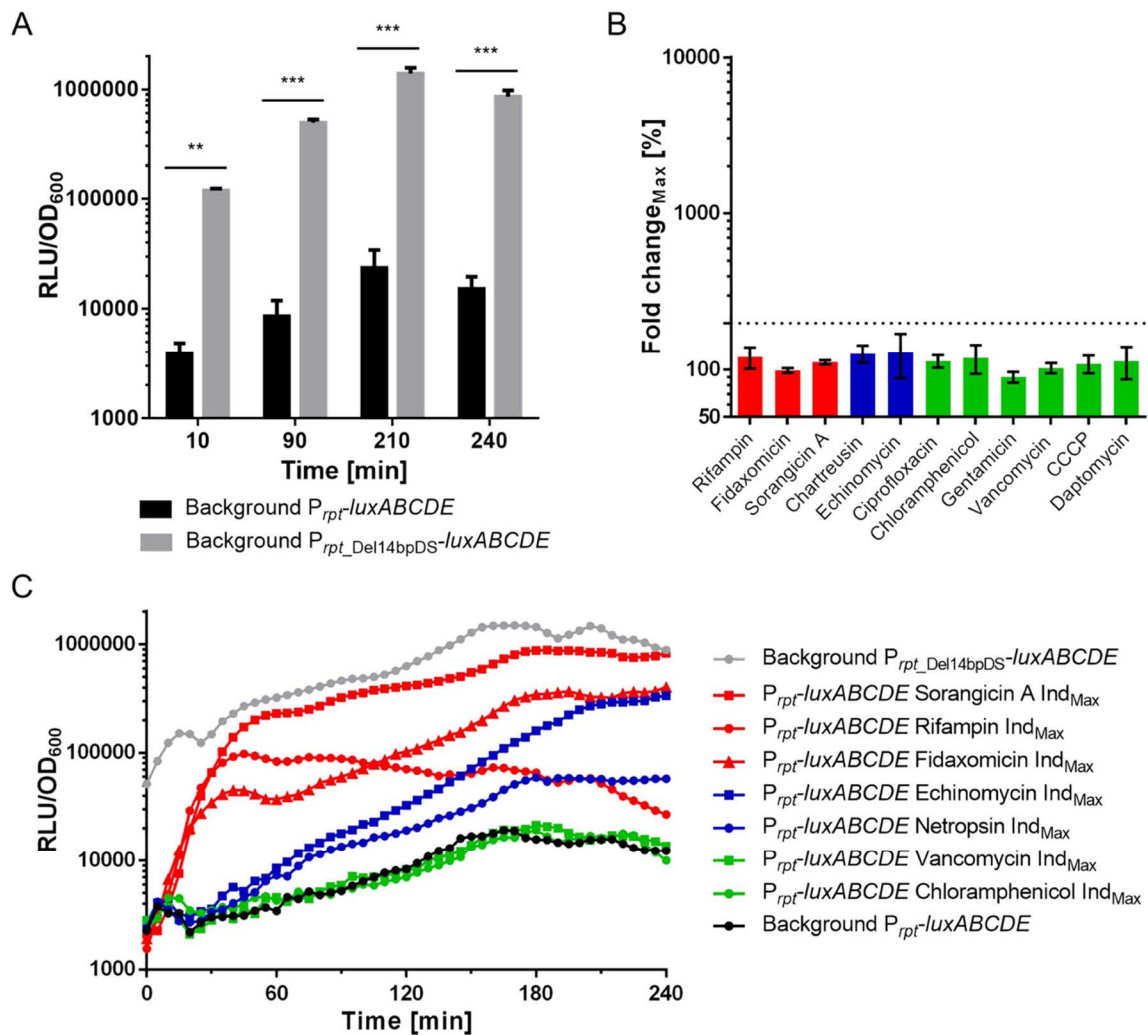 A
B
*** 
***
***
**
1000000
100000
10000
1000
RLU/OD600
10 90 210 240
Time [min]
Background Prpt-luxABCDE
Background Prpt_Del14bpDS-luxABCDE
10000
1000
100
50
Fold changeMax [%]
Rifampin
Fidaxomicin
Sorangicin A
Chartreusin
Echinomycin
Ciprofloxacin
Chloramphenicol
Gentamicin
Vancomycin
CCCP
Daptomycin
C
1000000
100000
10000
1000
RLU/OD600
0 60 120 180 240
Time [min]
Background Prpt_Del14bpDS-luxABCDE
Prpt-luxABCDE Sorangicin A IndMax
Prpt-luxABCDE Rifampin IndMax
Prpt-luxABCDE Fidaxomicin IndMax
Prpt-luxABCDE Echinomycin IndMax
Prpt-luxABCDE Netropsin IndMax
Prpt-luxABCDE Vancomycin IndMax
Prpt-luxABCDE Chloramphenicol IndMax
Background Prpt-luxABCDE